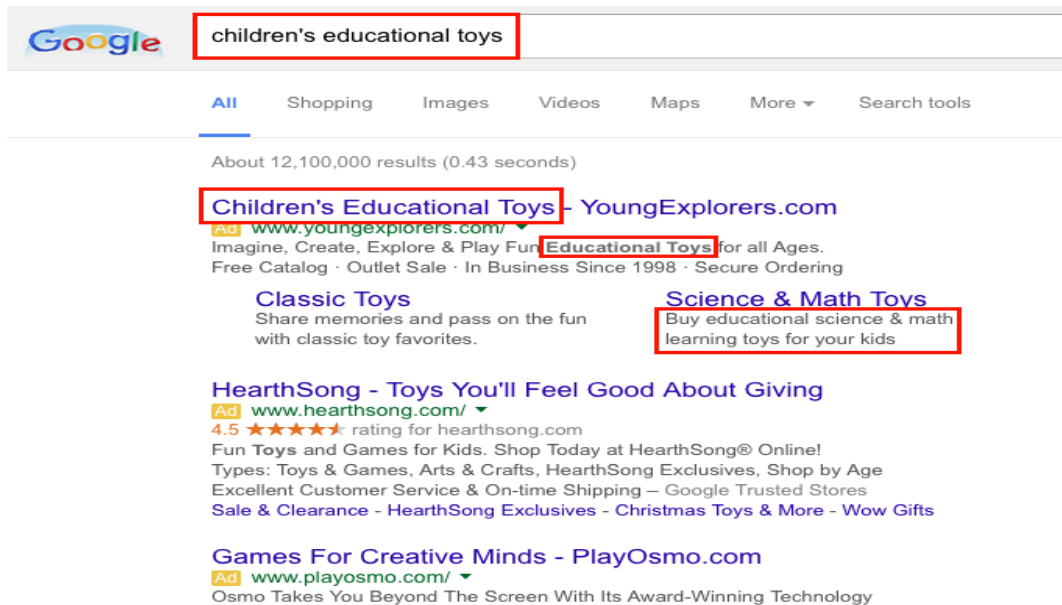 Google
children's educational toys
All Shopping Images Videos Maps More Search tools
About 12,100,000 results (0.43 seconds)
Children's Educational Toys - YoungExplorers.com
Ad www.youngexplorers.com/
Imagine, Create, Explore & Play Fun Educational Toys for all Ages.
Free Catalog · Outlet Sale · In Business Since 1998 · Secure Ordering
Classic Toys
Share memories and pass on the fun
with classic toy favorites.
Science & Math Toys
Buy educational science & math
learning toys for your kids
HearthSong - Toys You'll Feel Good About Giving
Ad www.hearthsong.com/
4.5 ★★★★★ rating for hearthsong.com
Fun Toys and Games for Kids. Shop Today at HearthSong® Online!
Types: Toys & Games, Arts & Crafts, HearthSong Exclusives, Shop by Age
Excellent Customer Service & On-time Shipping – Google Trusted Stores
Sale & Clearance - HearthSong Exclusives - Christmas Toys & More - Wow Gifts
Games For Creative Minds - PlayOsmo.com
Ad www.playosmo.com/
Osmo Takes You Beyond The Screen With Its Award-Winning Technology